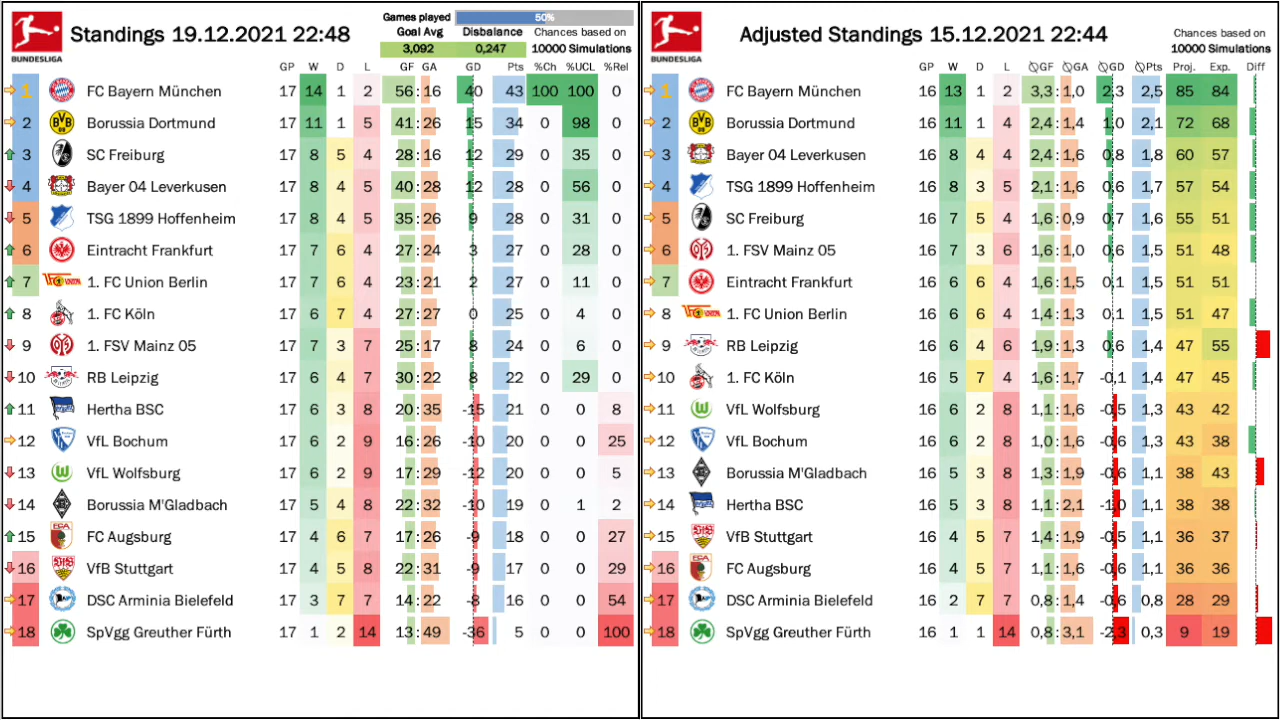 Games played 50%
BUNDESLIGA
Standings 19.12.2021 22:48
Goal Avg Disbalance Chances based on
3,092 0,247 10000 Simulations
GP W D L GF GA GD Pts %Ch %UCL %Rel
1 FC Bayern München 17 14 1 2 56:16 40 43 100 100 0
2 Borussia Dortmund 17 11 1 5 41:26 15 34 0 98 0
3 SC Freiburg 17 8 5 4 28:16 12 29 0 35 0
4 Bayer 04 Leverkusen 17 8 4 5 40:28 12 28 0 56 0
5 TSG 1899 Hoffenheim 17 8 4 5 35:26 9 28 0 31 0
6 Eintracht Frankfurt 17 7 6 4 27:24 3 27 0 28 0
7 1. FC Union Berlin 17 7 6 4 23:21 2 27 0 11 0
8 1. FC Köln 17 6 7 4 27:27 0 25 0 4 0
9 1. FSV Mainz 05 17 7 3 7 25:17 8 24 0 6 0
10 RB Leipzig 17 6 4 7 30:22 8 22 0 29 0
11 Hertha BSC 17 6 3 8 20:35 -15 21 0 0 8
12 VfL Bochum 17 6 2 9 16:26 -10 20 0 0 25
13 VfL Wolfsburg 17 6 2 9 17:29 -12 20 0 0 5
14 Borussia M'Gladbach 17 5 4 8 22:32 -10 19 0 1 2
15 FC Augsburg 17 4 6 7 17:26 -9 18 0 0 27
16 VfB Stuttgart 17 4 5 8 22:31 -9 17 0 0 29
17 DSC Arminia Bielefeld 17 3 7 7 14:22 -8 16 0 0 54
18 SpVgg Greuther Fürth 17 1 2 14 13:49 -36 5 0 0 100
BUNDESLIGA
Adjusted Standings 15.12.2021 22:44
Chances based on
10000 Simulations
GP W D L ∅GF ∅GA ∅GD ∅Pts Proj. Exp. Diff
1 FC Bayern München 16 13 1 2 3,3:1,0 2,3 2,5 85 84
2 Borussia Dortmund 16 11 1 4 2,4:1,4 1,0 2,1 72 68
3 Bayer 04 Leverkusen 16 8 4 4 2,4:1,6 0,8 1,8 60 57
4 TSG 1899 Hoffenheim 16 8 3 5 2,1:1,6 0,6 1,7 57 54
5 SC Freiburg 16 7 5 4 1,6:0,9 0,7 1,6 55 51
6 1. FSV Mainz 05 16 7 3 6 1,6:1,0 0,6 1,5 51 48
7 Eintracht Frankfurt 16 6 6 4 1,6:1,5 0,1 1,5 51 51
8 1. FC Union Berlin 16 6 6 4 1,4:1,3 0,1 1,5 51 47
9 RB Leipzig 16 6 4 6 1,9:1,3 0,6 1,4 47 55
10 1. FC Köln 16 5 7 4 1,6:1,7 -0,1 1,4 47 45
11 VfL Wolfsburg 16 6 2 8 1,1:1,6 -0,5 1,3 43 42
12 VfL Bochum 16 6 2 8 1,0:1,6 -0,6 1,3 43 38
13 Borussia M'Gladbach 16 5 3 8 1,3:1,9 -0,6 1,1 38 43
14 Hertha BSC 16 5 3 8 1,1:2,1 -1,0 1,1 38 38
15 VfB Stuttgart 16 4 5 7 1,4:1,9 -0,5 1,1 36 37
16 FC Augsburg 16 4 5 7 1,1:1,6 -0,6 1,1 36 36
17 DSC Arminia Bielefeld 16 2 7 7 0,8:1,4 -0,6 0,8 28 29
18 SpVgg Greuther Fürth 16 1 1 14 0,8:3,1 -2,3 0,3 9 19